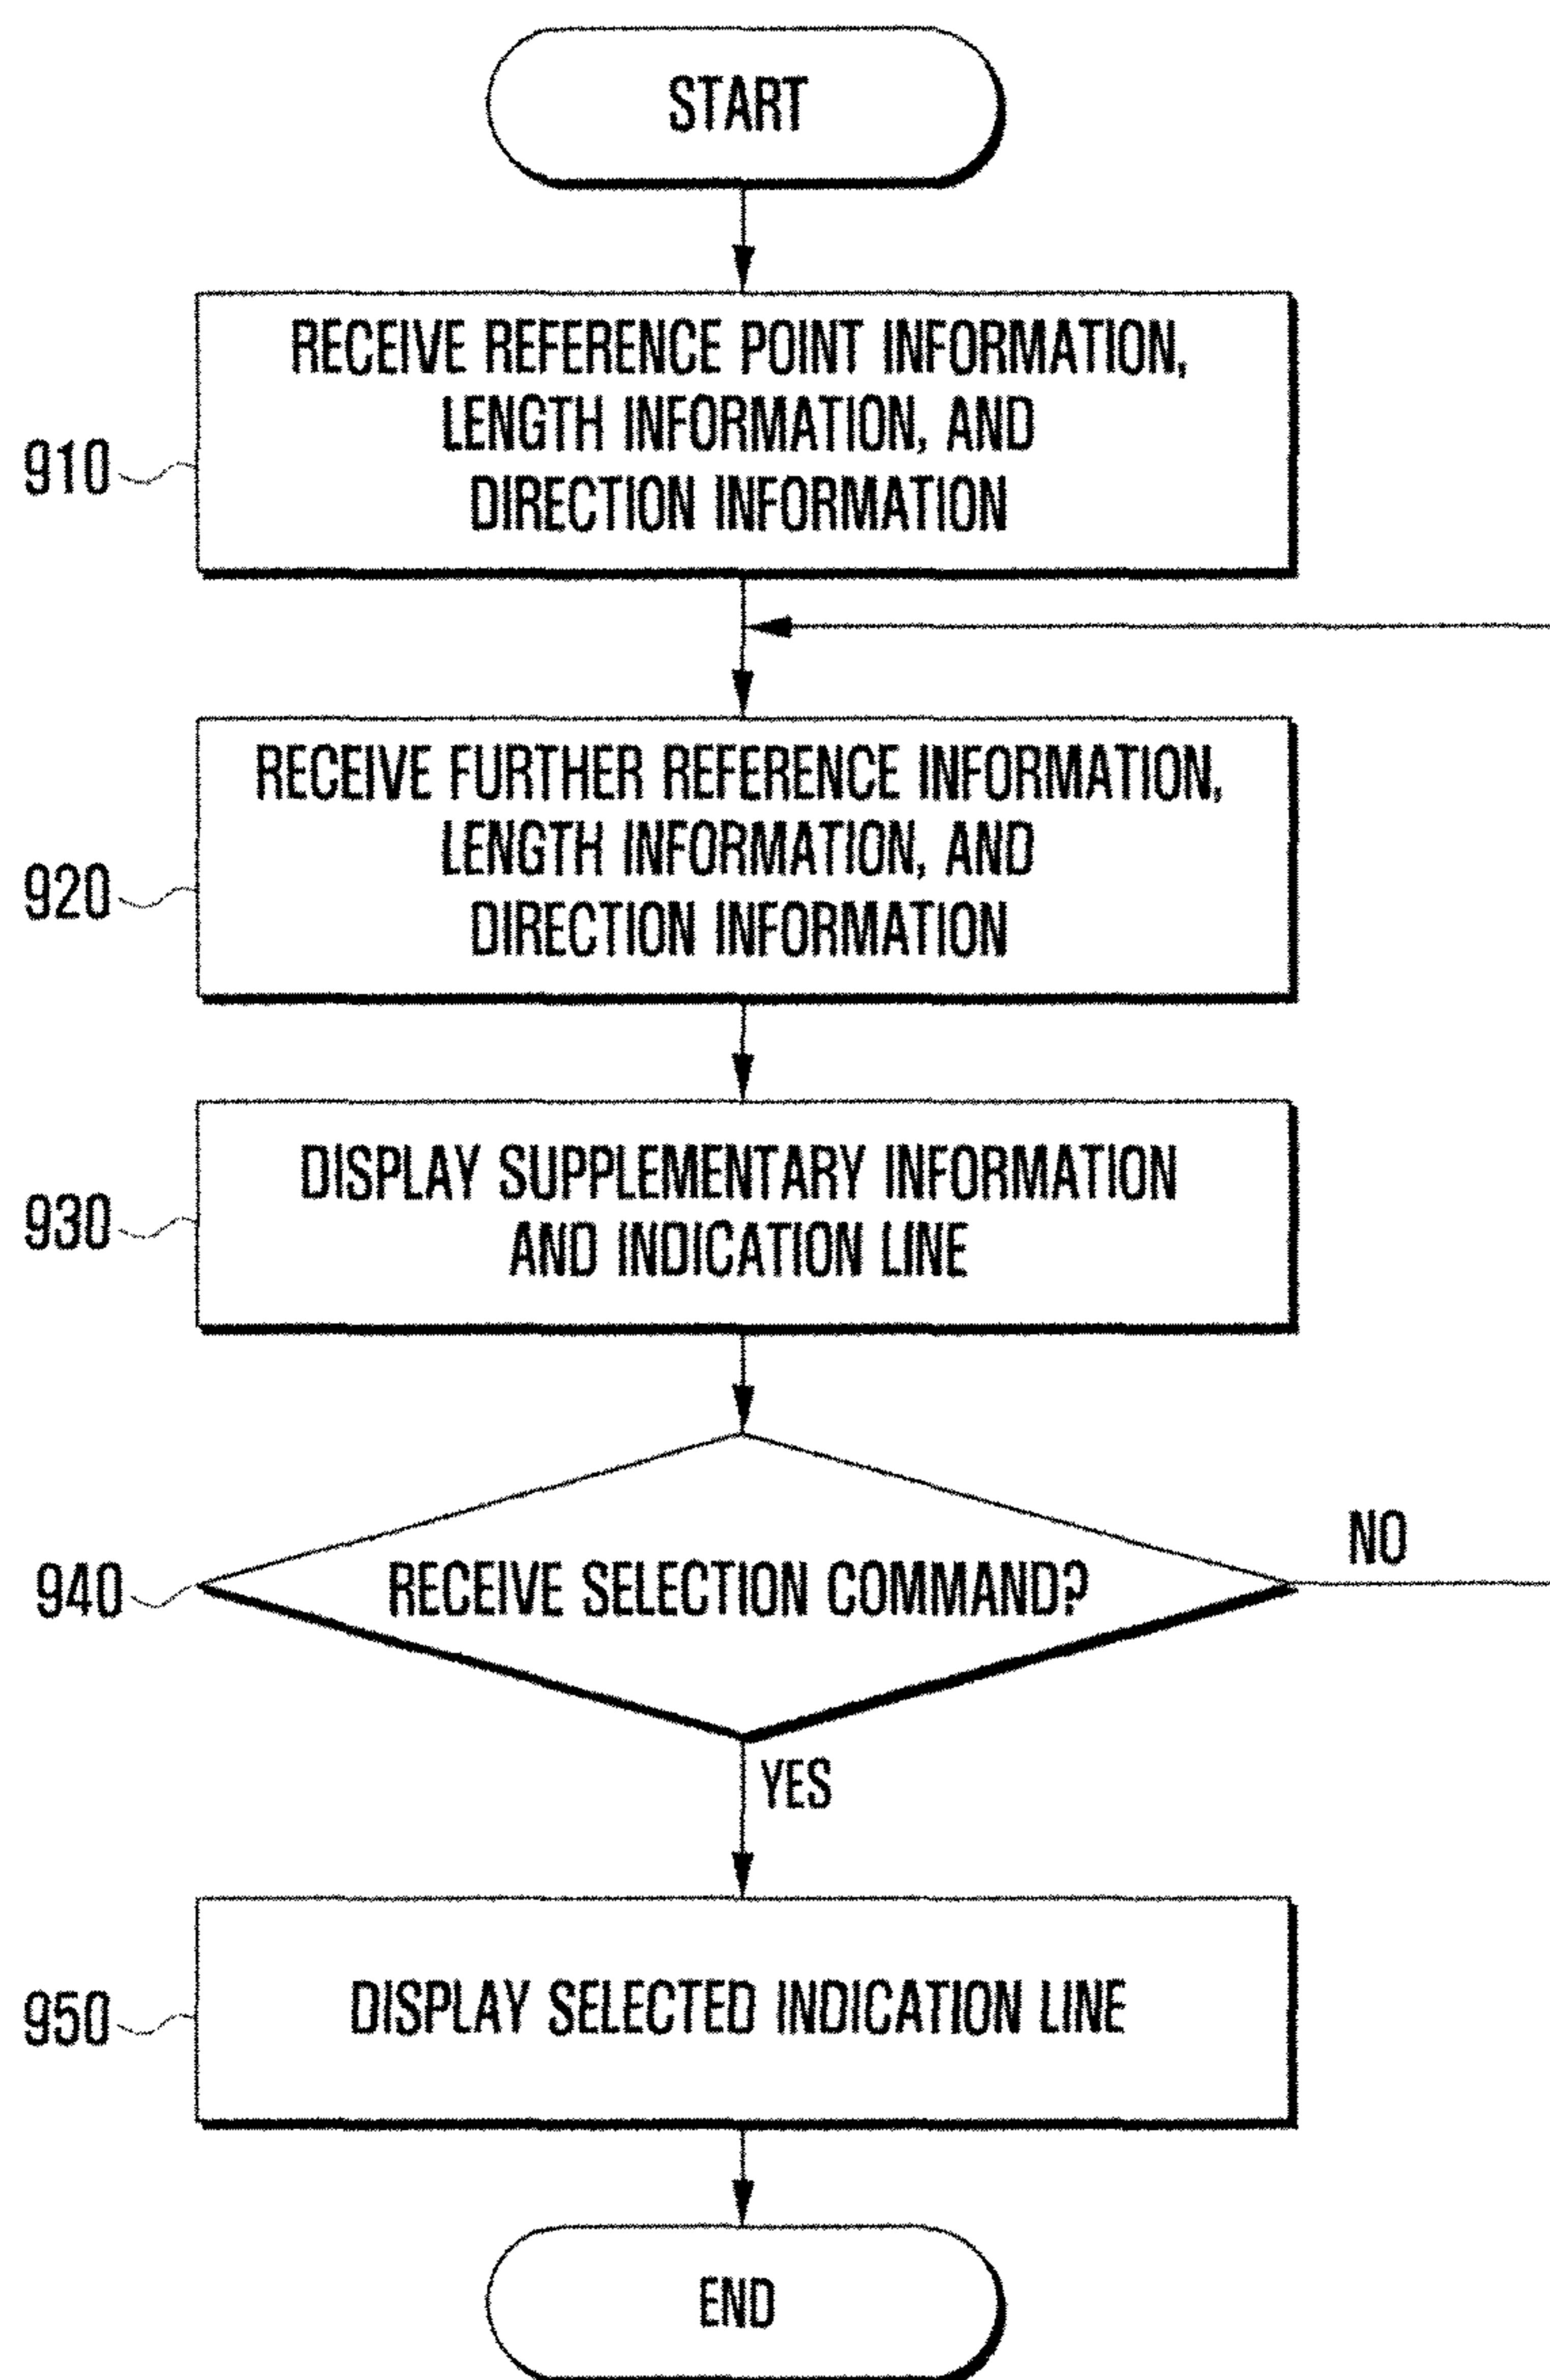 START
RECEIVE REFERENCE POINT INFORMATION,
LENGTH INFORMATION, AND
DIRECTION INFORMATION
910
RECEIVE FURTHER REFERENCE INFORMATION,
LENGTH INFORMATION, AND
DIRECTION INFORMATION
920
DISPLAY SUPPLEMENTARY INFORMATION
AND INDICATION LINE
930
RECEIVE SELECTION COMMAND?
940
NO
YES
DISPLAY SELECTED INDICATION LINE
950
END